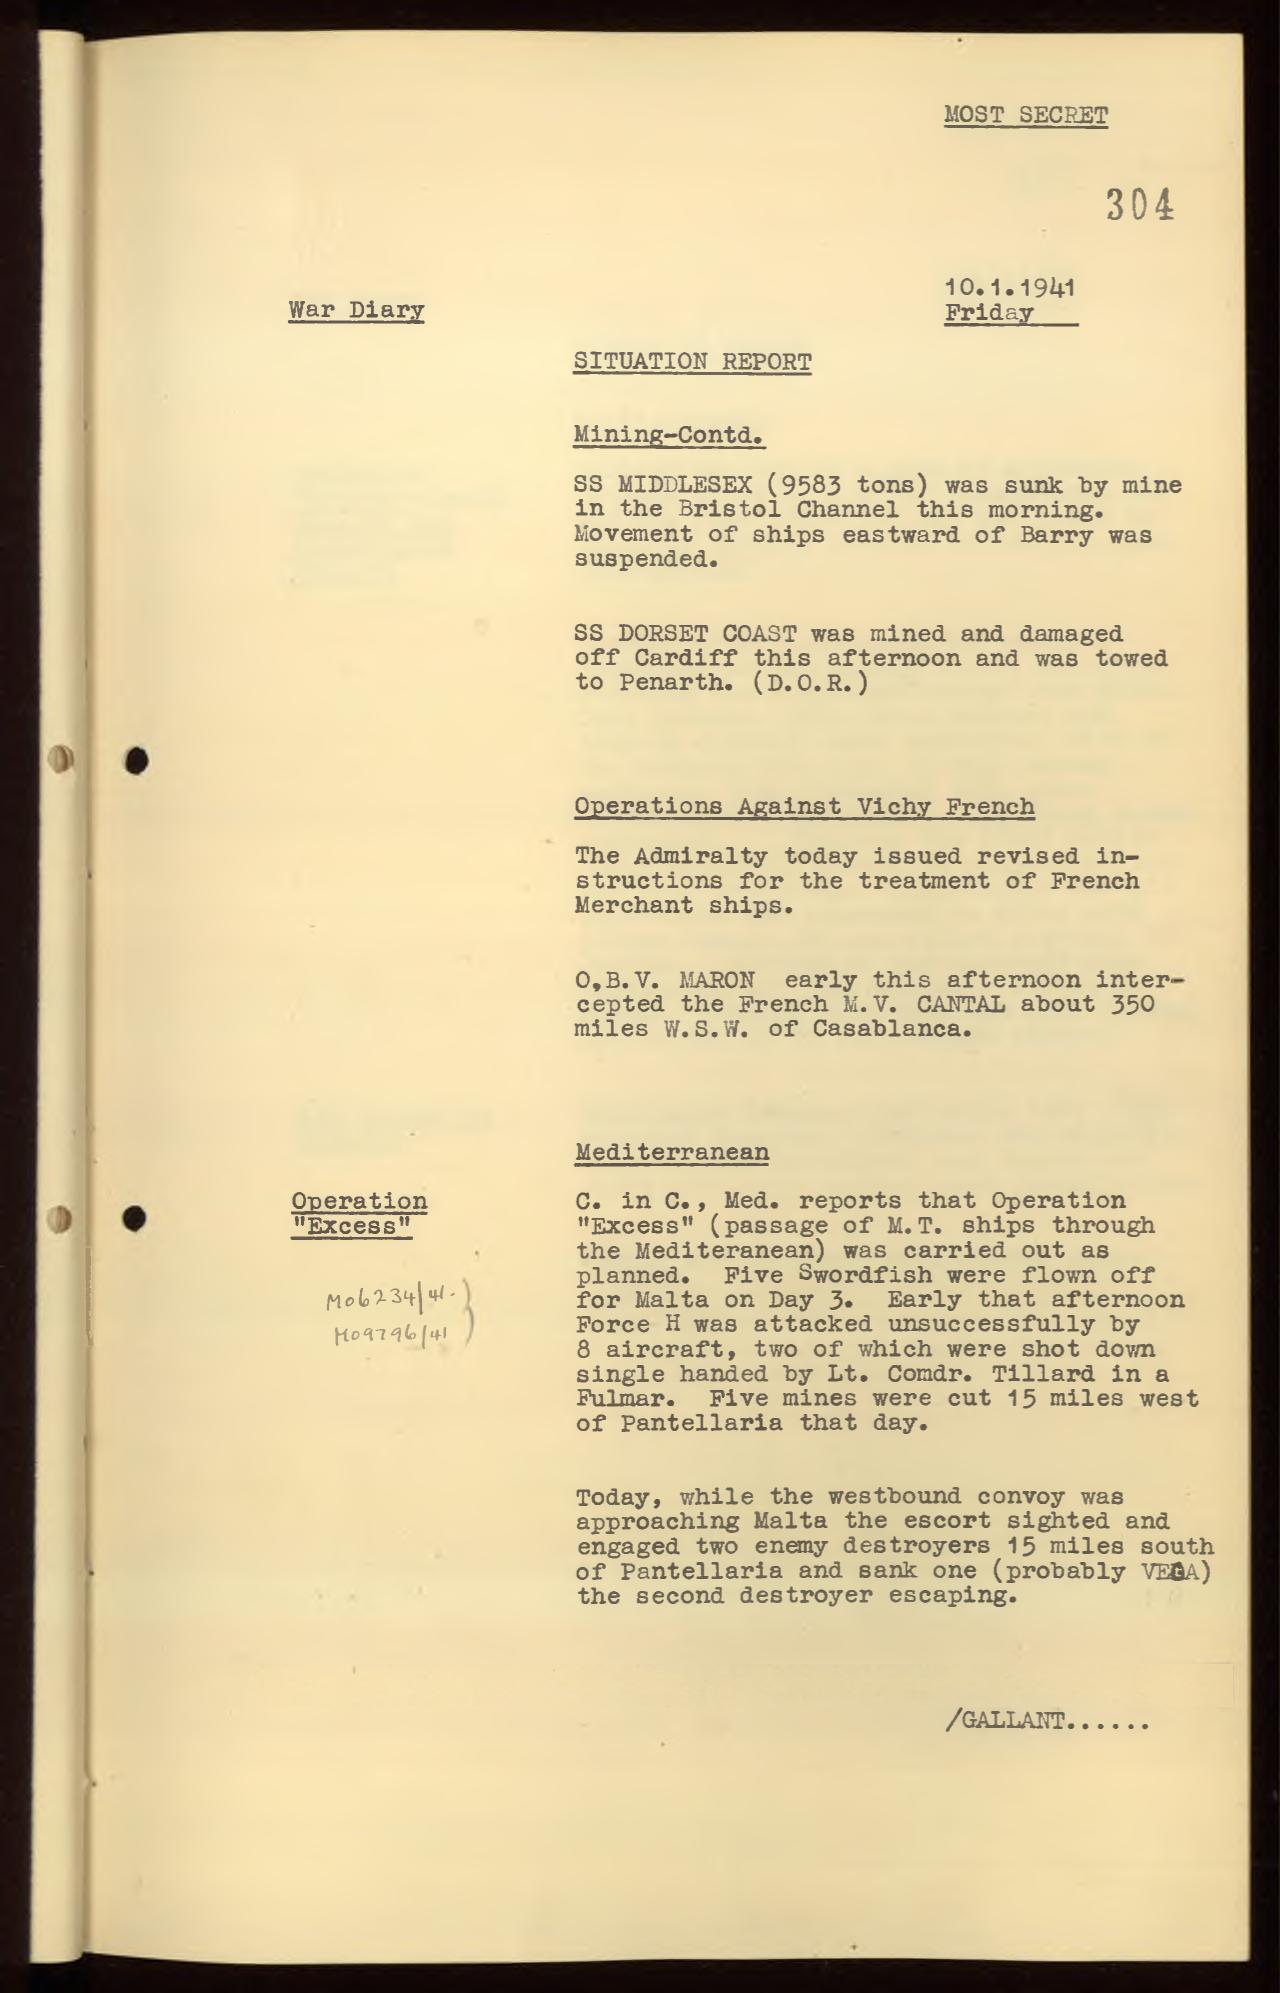 MOST SECRET
304
10.1.1941
War Diary
Friday
SITUATION REPORT
Mining-Contd.
SS MIDDLESEX (9583 tons) was sunk by mine
in the Bristol Channel this morning.
Movement of ships eastward of Barry was
suspended.
SS DORSET COAST was mined and damaged
off Cardiff this afternoon and was towed
to Penarth. (D.O.R.)
Operations Against Vichy French
The Admiralty today issued revised in-
structions for the treatment of French
Merchant ships.
O,B.V. MARON early this afternoon inter-
cepted the French M.V. CANTAL about 350
miles W.S.W. of Casablanca.
Mediterranean
Operation
"Excess"
M06234/41.
M09796/41
C. in C., Med. reports that Operation
"Excess" (passage of M.T. ships through
the Mediteranean) was carried out as
planned. Five Swordfish were flown off
for Malta on Day 3. Early that afternoon
Force H was attacked unsuccessfully by
8 aircraft, two of which were shot down
single handed by Lt. Comdr. Tillard in a
Fulmar. Five mines were cut 15 miles west
of Pantellaria that day.
Today, while the westbound convoy was
approaching Malta the escort sighted and
engaged two enemy destroyers 15 miles south
of Pantellaria and sank one (probably VEGA)
the second destroyer escaping.
/GALLANT......